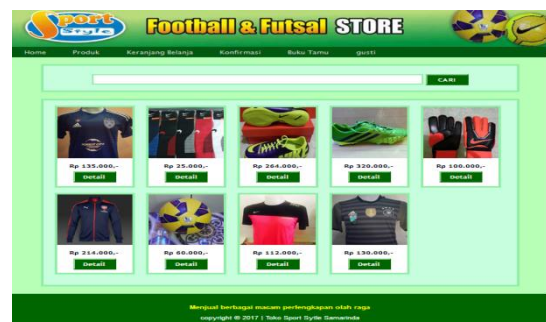 Sport
Style
Football & Futsal STORE
Home Produk Keranjang Belanja Konfirmasi Buku Tamu gusti
CARI
Rp 135.000,- Rp 25.000,- Rp 264.000,- Rp 320.000,- Rp 100.000,-
Detail Detail Detail Detail Detail
Rp 214.000,- Rp 60.000,- Rp 112.000,- Rp 130.000,-
Detail Detail Detail Detail
Menjual berbagai macam perlengkapan olah raga
copyright © 2017 | Toko Sport Sytle Samarinda